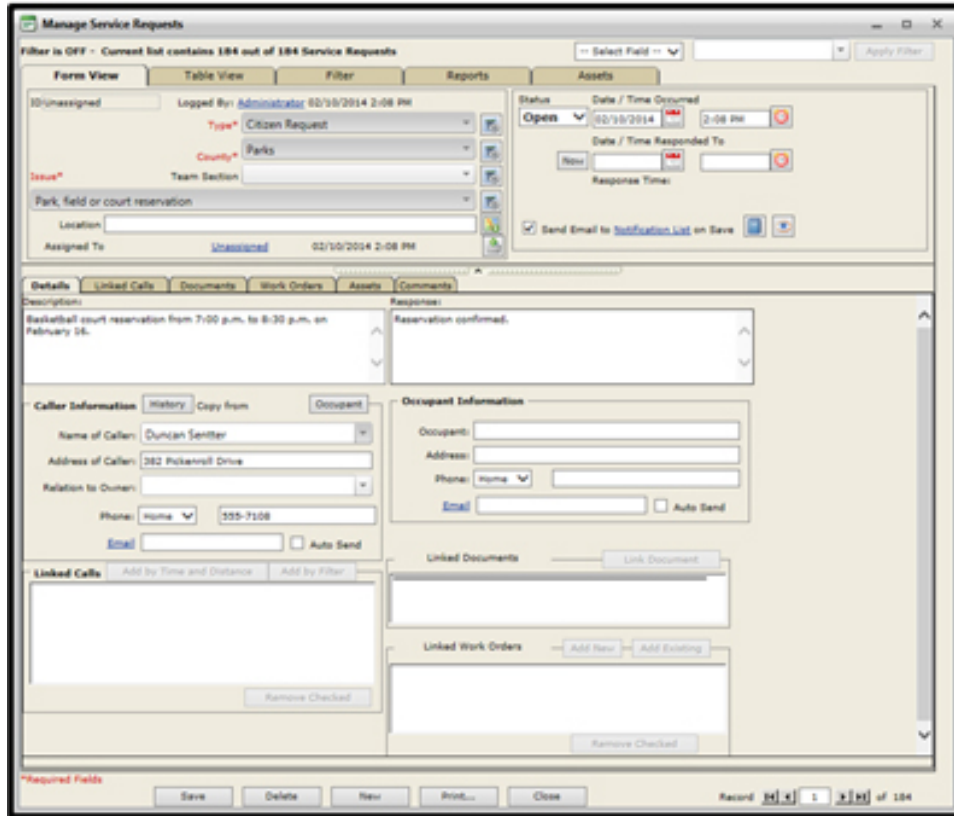 Manage Service Requests
Filter is OFF - Current list contains 184 out of 184 Service Requests
-- Select Field --
Apply Filter
Form View
Table View
Filter
Reports
Assets
ID:Unassigned
Logged By: Administrator 02/10/2014 2:08 PM
Type* Citizen Request
County* Parks
Issue*
Team Section
Park, field or court reservation
Location
Assigned To Unassigned 02/10/2014 2:08 PM
Status
Date / Time Occurred
Open 02/10/2014 2:08 PM
Date / Time Responded To
Now
Response Time:
Send Email to Notification List on Save
Details
Linked Calls
Documents
Work Orders
Assets
Comments
Description:
Basketball court reservation from 7:00 p.m. to 8:30 p.m. on
February 16.
Response:
Reservation confirmed.
Caller Information History Copy from Occupant
Name of Caller: Duncan Sentter
Address of Caller: 382 Pickenroll Drive
Relation to Owner:
Phone: Home 555-7108
Email Auto Send
Occupant Information
Occupant:
Address:
Phone: Home
Email Auto Send
Linked Calls Add by Time and Distance Add by Filter
Remove Checked
Linked Documents Link Document
Linked Work Orders Add New Add Existing
Remove Checked
*Required Fields
Save
Delete
New
Print...
Close
Record 1 of 184